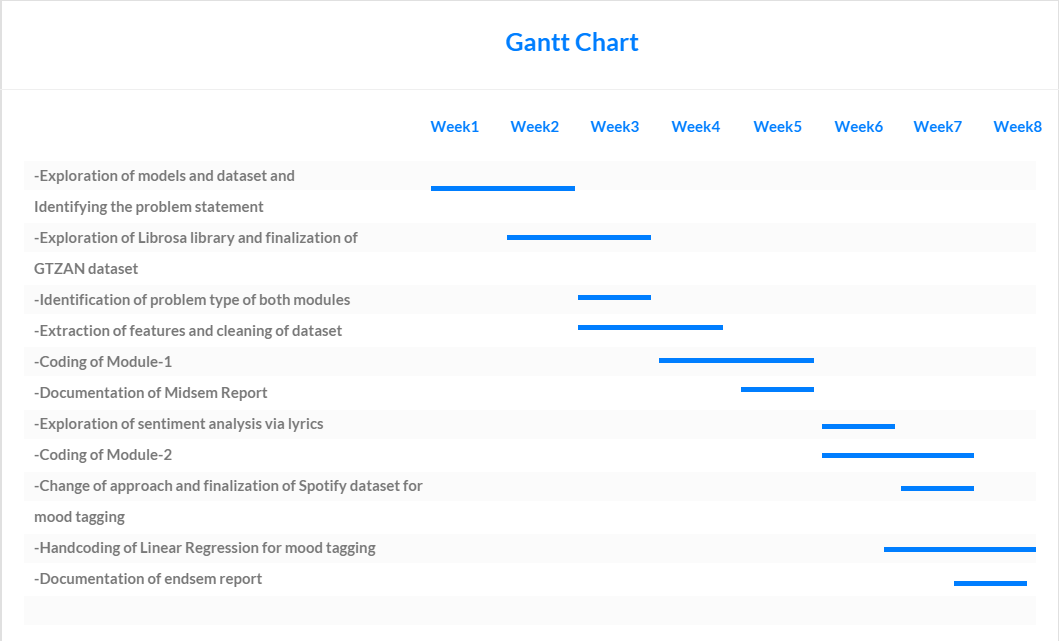 Gantt Chart
Week1 Week2 Week3 Week4 Week5 Week6 Week7 Week8
-Exploration of models and dataset and
Identifying the problem statement
-Exploration of Librosa library and finalization of
GTZAN dataset
-Identification of problem type of both modules
-Extraction of features and cleaning of dataset
-Coding of Module-1
-Documentation of Midsem Report
-Exploration of sentiment analysis via lyrics
-Coding of Module-2
-Change of approach and finalization of Spotify dataset for
mood tagging
-Handcoding of Linear Regression for mood tagging
-Documentation of endsem report